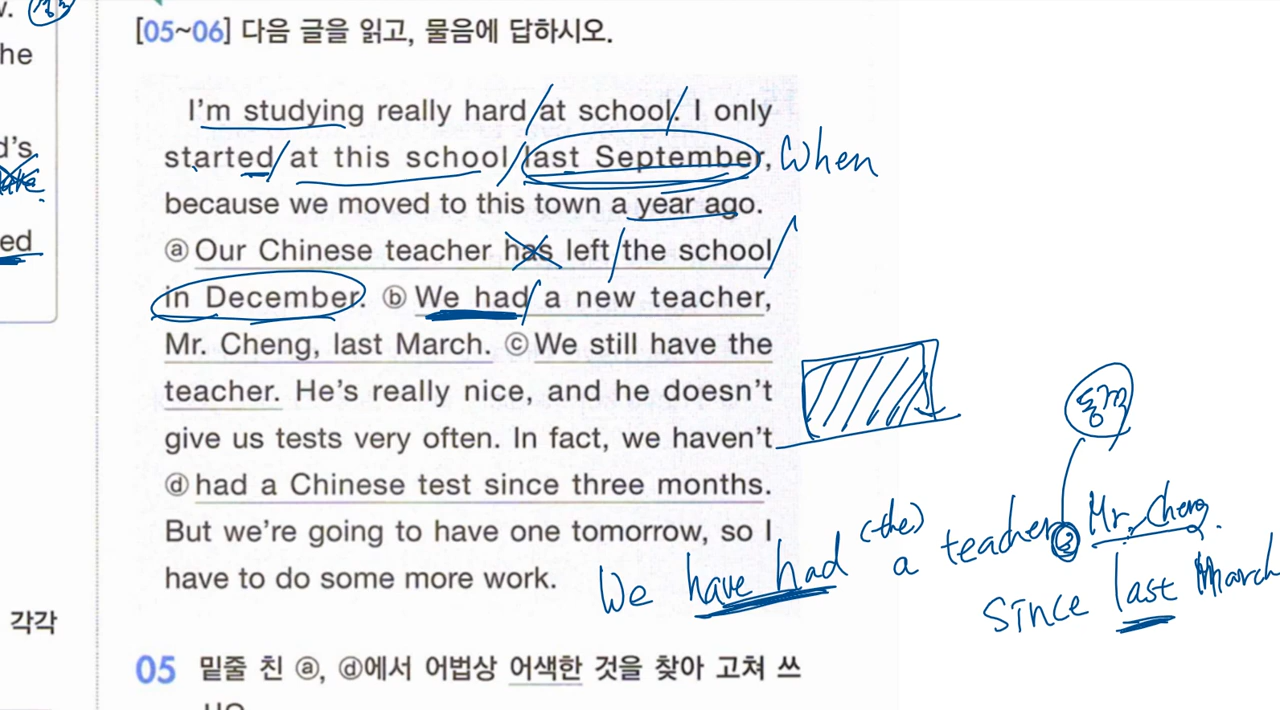 v.
he
d's
ed
각각
[05~06] 다음 글을 읽고, 물음에 답하시오.
I'm studying really hard at school. I only
started at this school last September, When
because we moved to this town a year ago.
ⓐ Our Chinese teacher has left the school
in December. ⓑ We had a new teacher,
Mr. Cheng, last March. ⓒ We still have the
teacher. He's really nice, and he doesn't
give us tests very often. In fact, we haven't
ⓓ had a Chinese test since three months.
But we're going to have one tomorrow, so I
have to do some more work.
동격
We have had (the) a teacher, Mr. Cheng.
since last March
05 밑줄 친 ⓐ, ⓓ에서 어법상 어색한 것을 찾아 고쳐 쓰